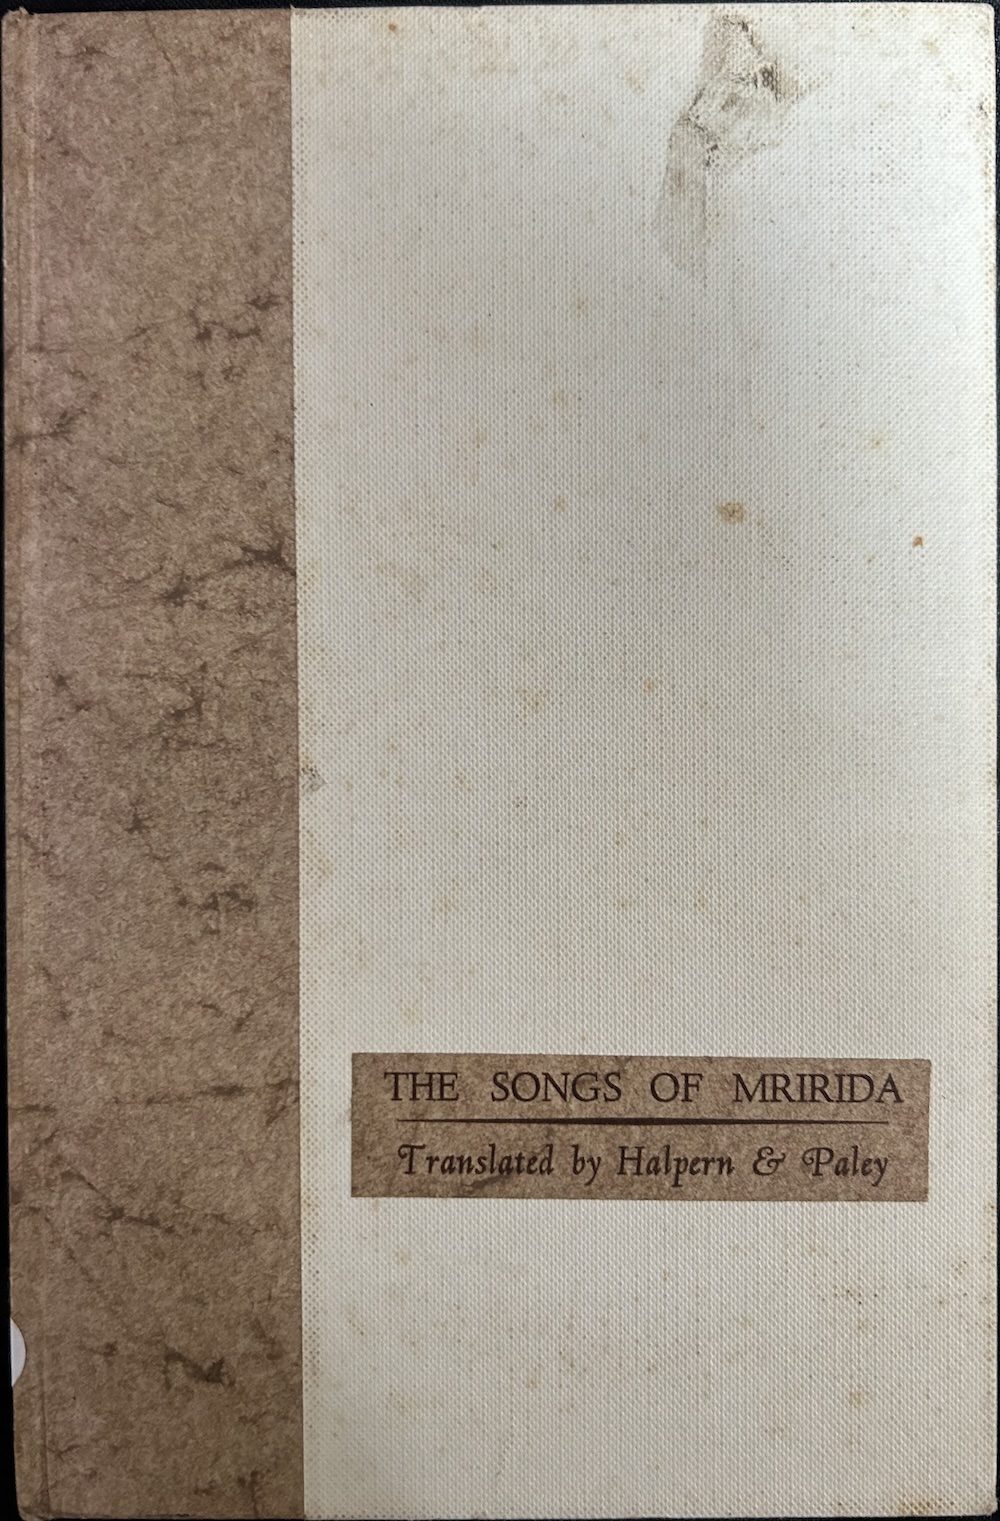 THE SONGS OF MRIRIDA
Translated by Halpern & Paley